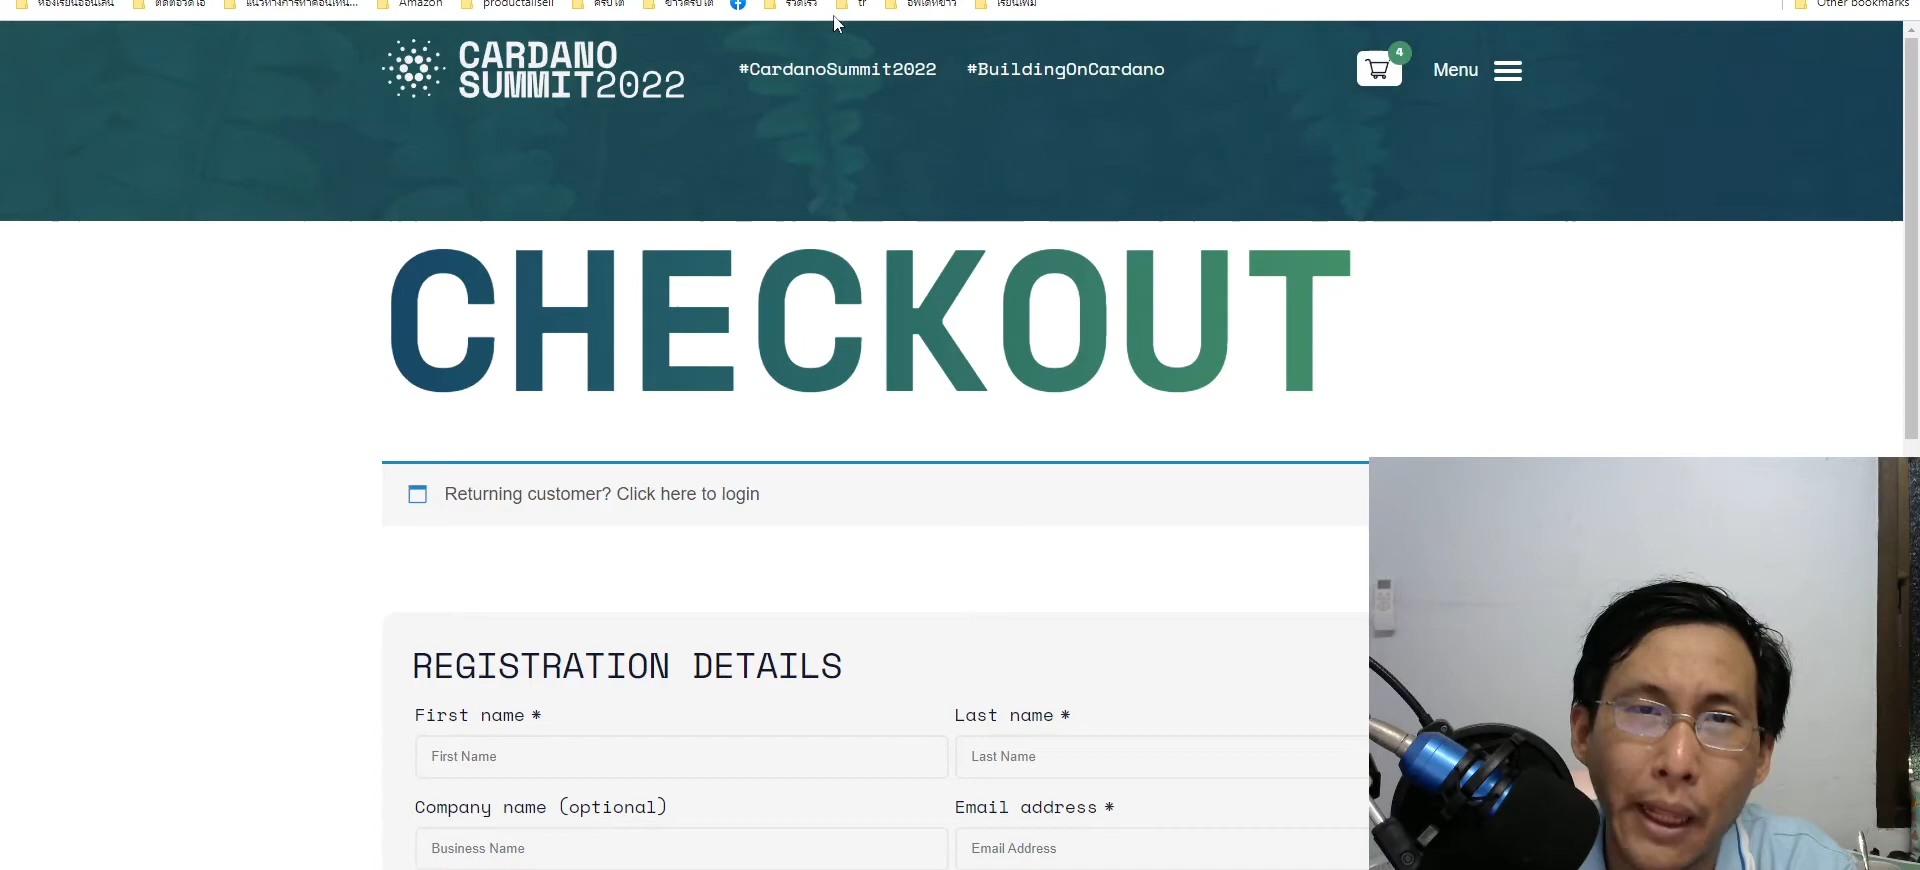 Amazon
productallsell
tr
Other bookmarks
CARDANO
SUMMIT2022
#CardanoSummit2022
#BuildingOnCardano
4
Menu
CHECKOUT
Returning customer? Click here to login
REGISTRATION DETAILS
First name *
Last name *
First Name
Last Name
Company name (optional)
Email address *
Business Name
Email Address